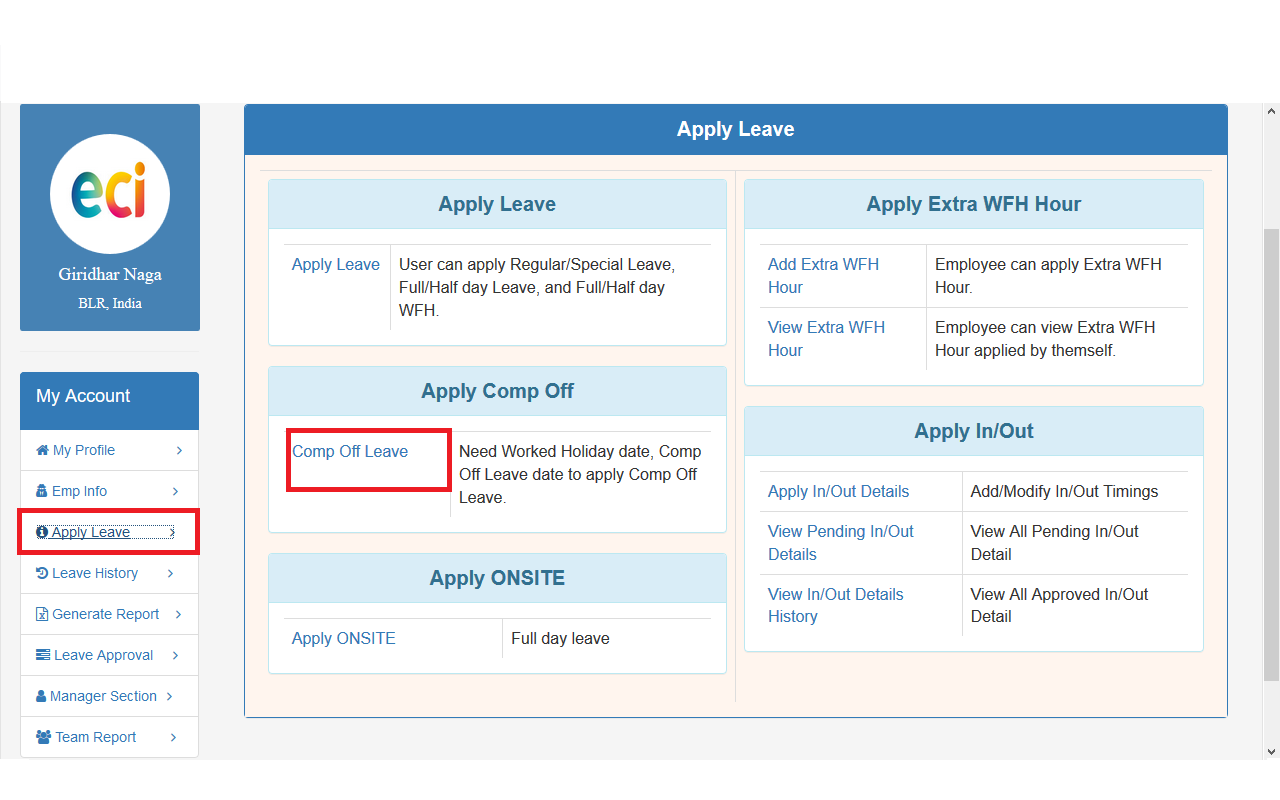 eci
Giridhar Naga
BLR, India
My Account
My Profile
Emp Info
Apply Leave
Leave History
Generate Report
Leave Approval
Manager Section
Team Report
Apply Leave
Apply Leave
Apply Leave
User can apply Regular/Special Leave,
Full/Half day Leave, and Full/Half day
WFH.
Apply Comp Off
Comp Off Leave
Need Worked Holiday date, Comp
Off Leave date to apply Comp Off
Leave.
Apply ONSITE
Apply ONSITE
Full day leave
Apply Extra WFH Hour
Add Extra WFH
Hour
Employee can apply Extra WFH
Hour.
View Extra WFH
Hour
Employee can view Extra WFH
Hour applied by themself.
Apply In/Out
Apply In/Out Details
Add/Modify In/Out Timings
View Pending In/Out
Details
View All Pending In/Out
Detail
View In/Out Details
History
View All Approved In/Out
Detail